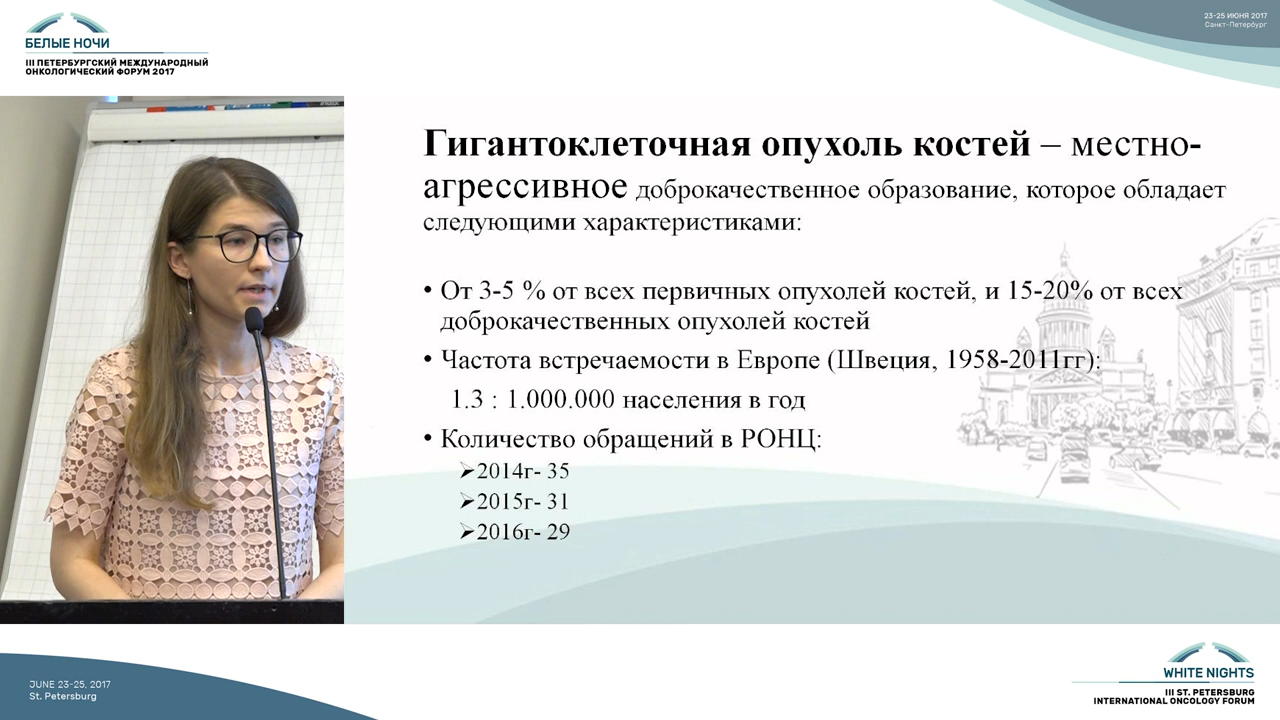 БЕЛЫЕ НОЧИ
III ПЕТЕРБУРГСКИЙ МЕЖДУНАРОДНЫЙ
ОНКОЛОГИЧЕСКИЙ ФОРУМ 2017
23-25 ИЮНЯ 2017
Санкт-Петербург
Гигантоклеточная опухоль костей – местно-
агрессивное доброкачественное образование, которое обладает
следующими характеристиками:
• От 3-5 % от всех первичных опухолей костей, и 15-20% от всех
доброкачественных опухолей костей
• Частота встречаемости в Европе (Швеция, 1958-2011гг):
1.3 : 1.000.000 населения в год
• Количество обращений в РОНЦ:
➢2014г- 35
➢2015г- 31
➢2016г- 29
JUNE 23-25, 2017
St. Petersburg
WHITE NIGHTS
III ST. PETERSBURG
INTERNATIONAL ONCOLOGY FORUM